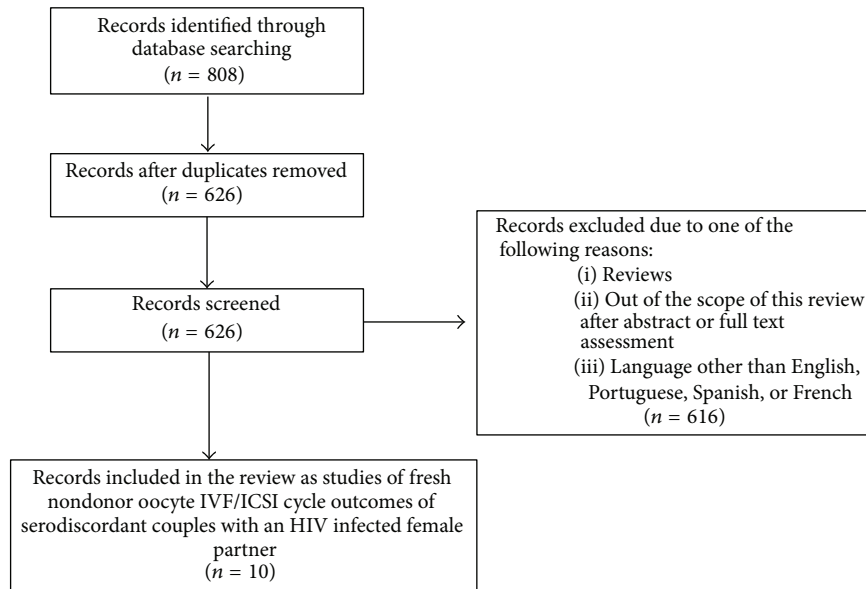 Records identified through
database searching
(n = 808)
Records after duplicates removed
(n = 626)
Records screened
(n = 626)
Records excluded due to one of the
following reasons:
(i) Reviews
(ii) Out of the scope of this review
after abstract or full text
assessment
(iii) Language other than English,
Portuguese, Spanish, or French
(n = 616)
Records included in the review as studies of fresh
nondonor oocyte IVF/ICSI cycle outcomes of
serodiscordant couples with an HIV infected female
partner
(n = 10)